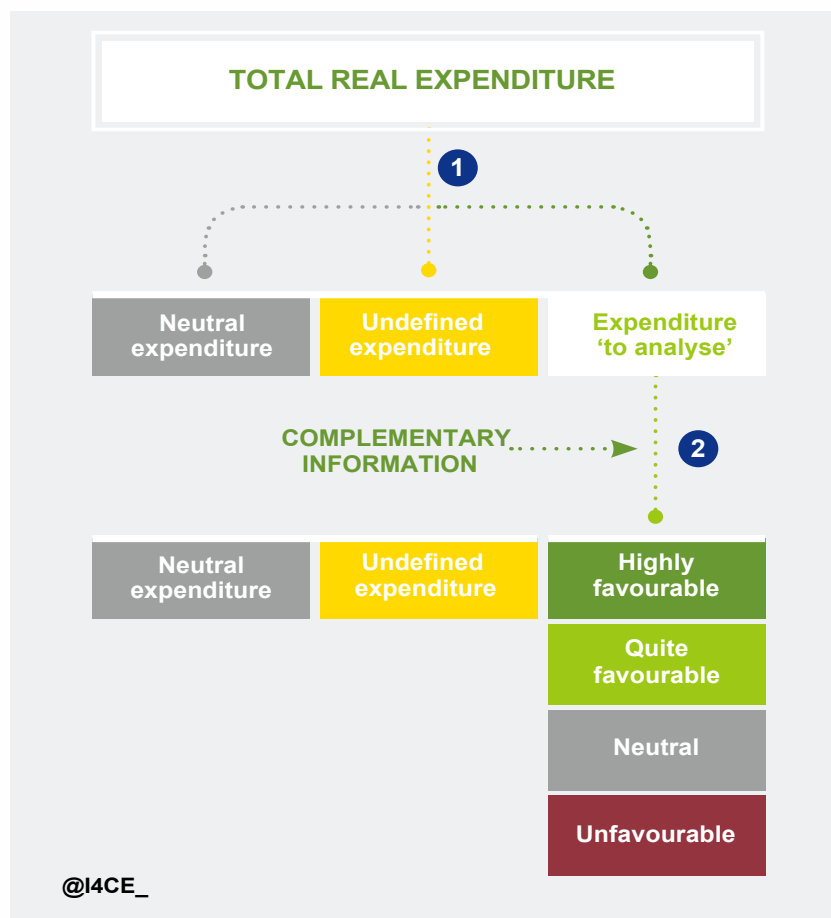 TOTAL REAL EXPENDITURE
1
Neutral
expenditure
Undefined
expenditure
Expenditure
‘to analyse’
COMPLEMENTARY
INFORMATION
2
Neutral
expenditure
Undefined
expenditure
Highly
favourable
Quite
favourable
Neutral
Unfavourable
@I4CE_